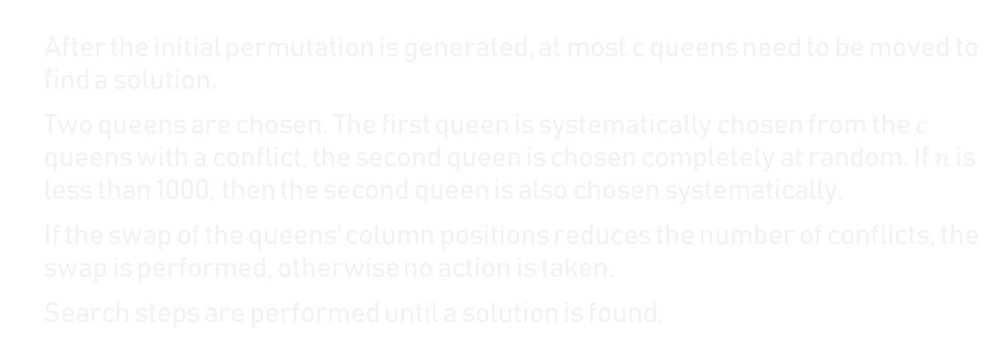 After the initial permutation is generated, at most c queens need to be moved to
find a solution.
Two queens are chosen. The first queen is systematically chosen from the c
queens with a conflict, the second queen is chosen completely at random. If n is
less than 1000, then the second queen is also chosen systematically.
If the swap of the queens' column positions reduces the number of conflicts, the
swap is performed, otherwise no action is taken.
Search steps are performed until a solution is found.